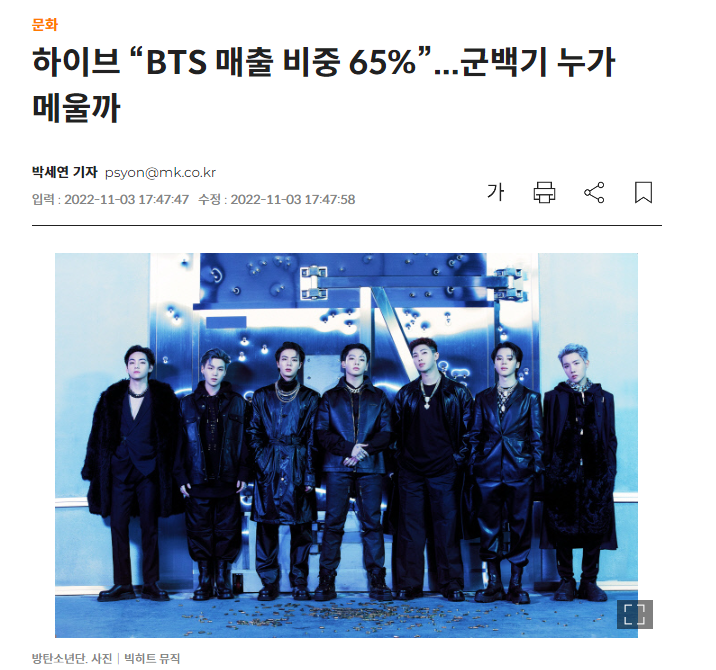 문화
하이브 “BTS 매출 비중 65%”...군백기 누가
메울까
박세연 기자 psyon@mk.co.kr
입력 : 2022-11-03 17:47:47 수정 : 2022-11-03 17:47:58
가
방탄소년단. 사진｜빅히트 뮤직